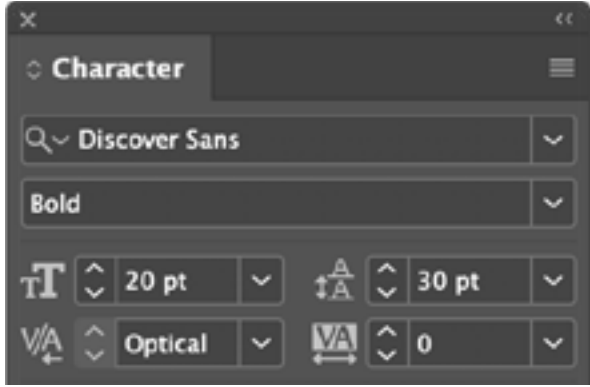 Character
Discover Sans
Bold
20 pt 30 pt
Optical 0